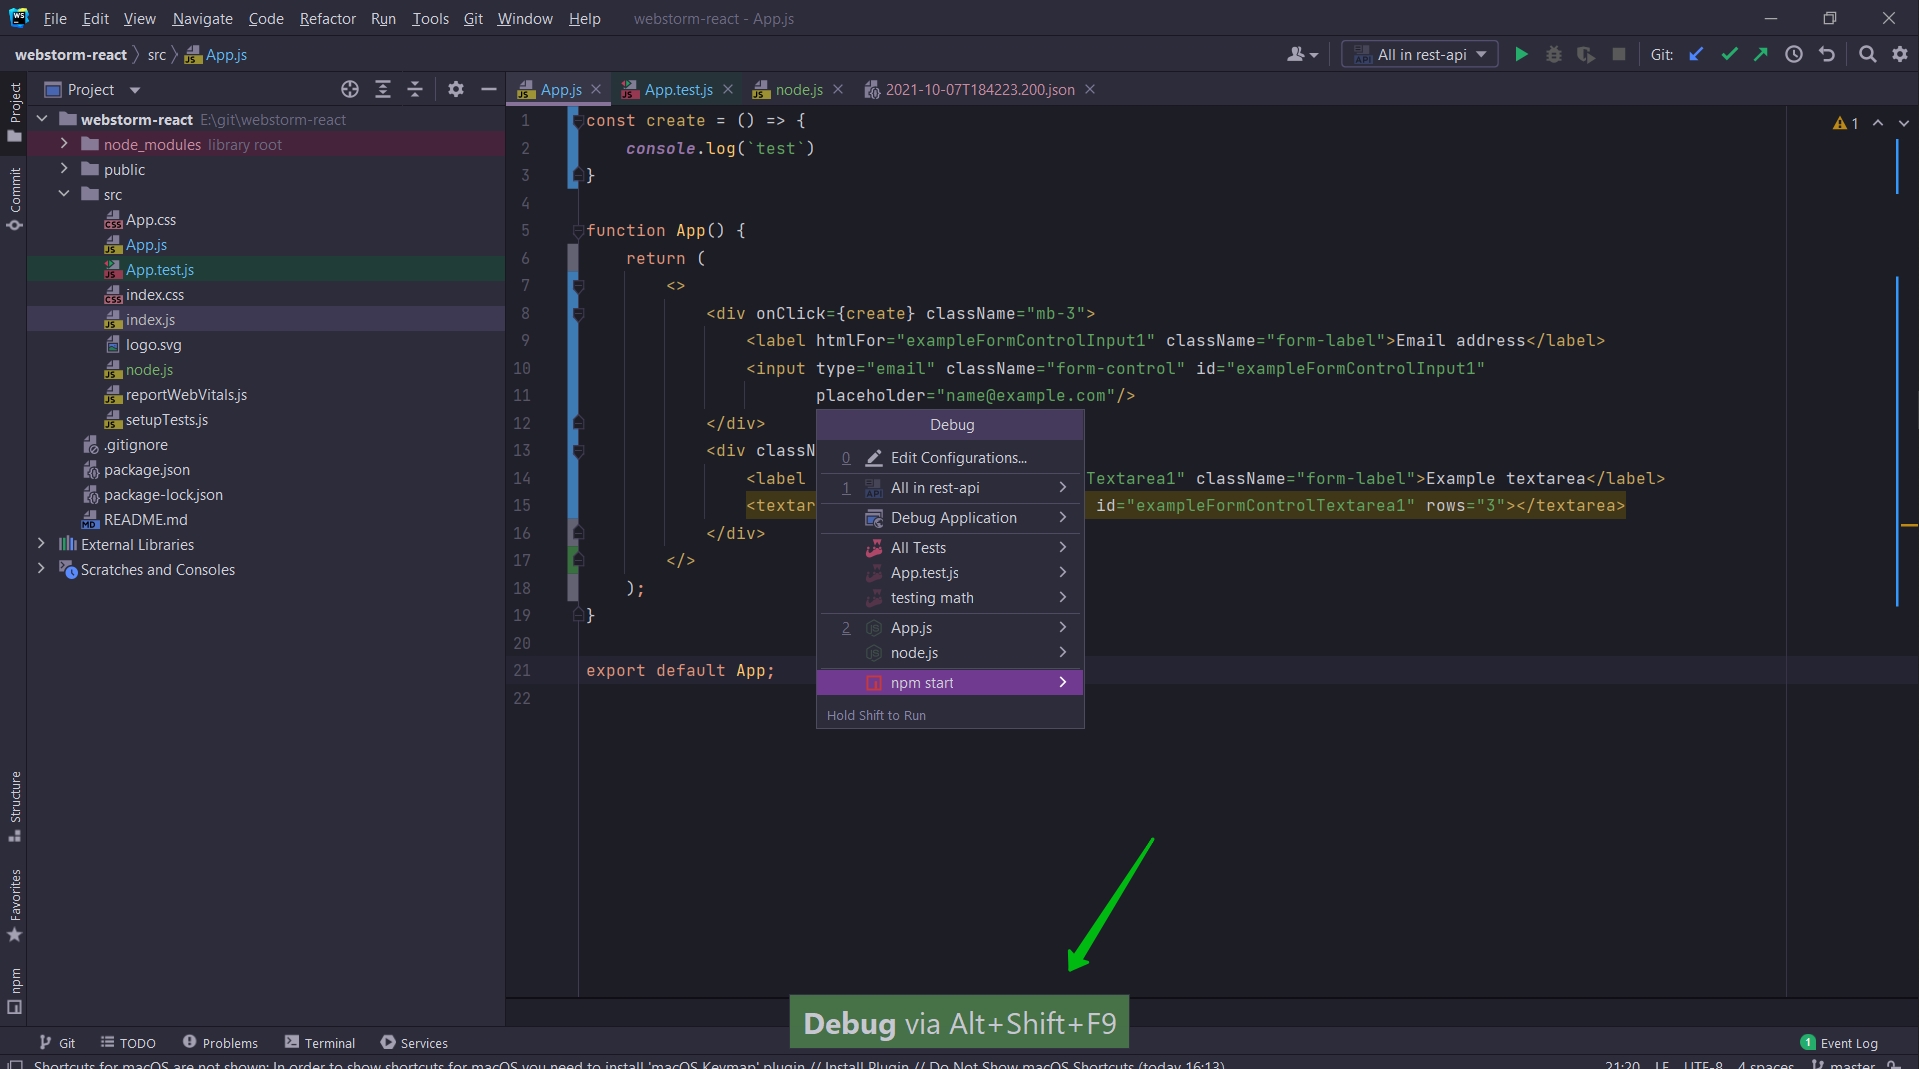 File Edit View Navigate Code Refactor Run Tools Git Window Help webstorm-react - App.js
webstorm-react src App.js All in rest-api Git:
Project
App.js App.test.js node.js 2021-10-07T184223.200.json
Project
Commit
Structure
Favorites
npm
webstorm-react E:\git\webstorm-react
node_modules library root
public
src
App.css
App.js
App.test.js
index.css
index.js
logo.svg
node.js
reportWebVitals.js
setupTests.js
.gitignore
package.json
package-lock.json
README.md
External Libraries
Scratches and Consoles
1 const create = () => {
2 console.log(`test`)
3 }
4
5 function App() {
6 return (
7 <>
8 <div onClick={create} className="mb-3">
9 <label htmlFor="exampleFormControlInput1" className="form-label">Email address</label>
10 <input type="email" className="form-control" id="exampleFormControlInput1"
11 placeholder="name@example.com"/>
12 </div>
13 <div classN
14 <label Textarea1" className="form-label">Example textarea</label>
15 <textar id="exampleFormControlTextarea1" rows="3"></textarea>
16 </div>
17 </>
18 );
19 }
20
21 export default App;
22
1
Debug
0 Edit Configurations...
1 All in rest-api
Debug Application
All Tests
App.test.js
testing math
2 App.js
node.js
npm start
Hold Shift to Run
Debug via Alt+Shift+F9
Git TODO Problems Terminal Services 1 Event Log
Shortcuts for macOS are not shown: In order to show shortcuts for macOS you need to install 'macOS Keymap' plugin // Install Plugin // Do Not Show macOS Shortcuts (today 16:13) 21:20 LF UTF-8 4 spaces master